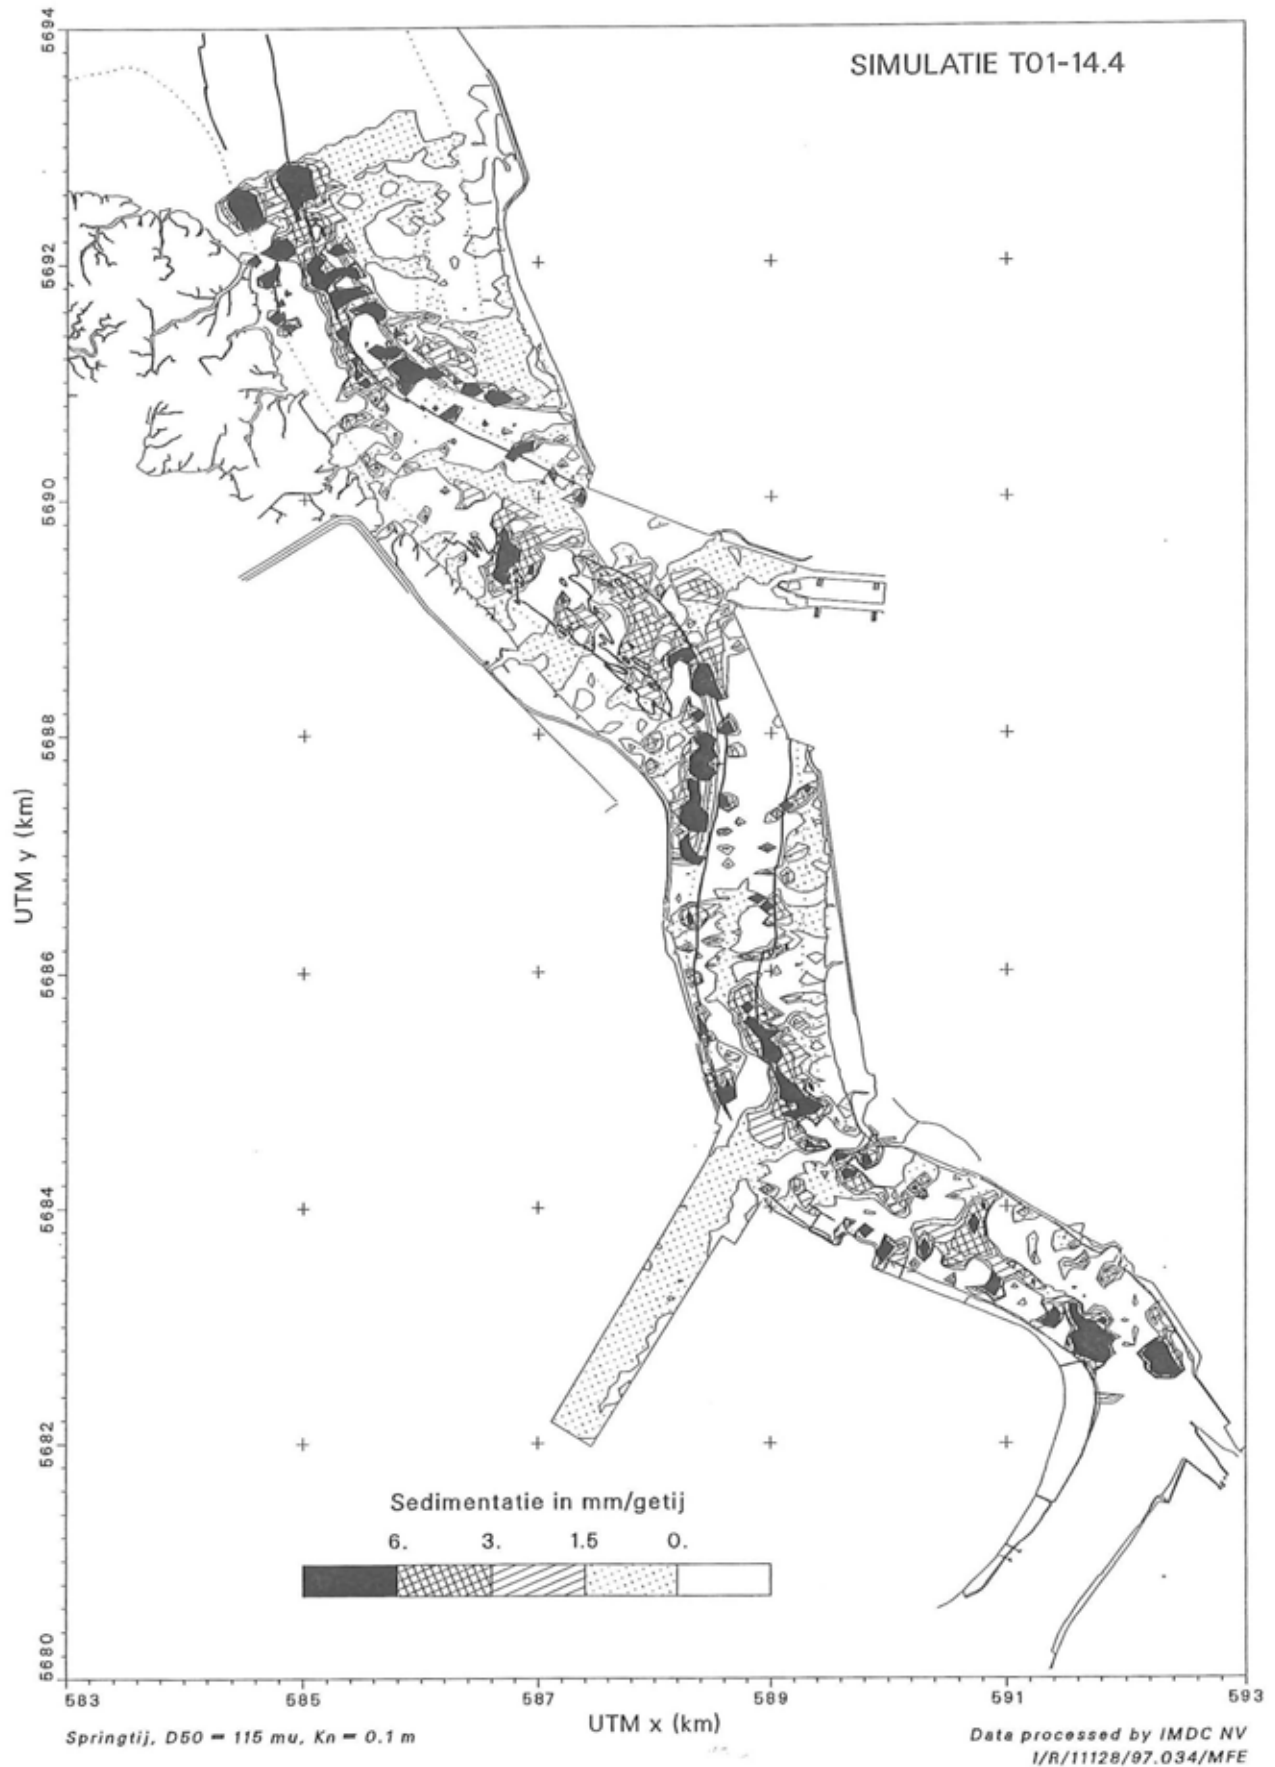 SIMULATIE T01-14.4
5694
5692
5690
5688
5686
5684
5682
5680
UTM y (km)
Sedimentatie in mm/getij
6. 3. 1.5 0.
583 585 587 589 591 593
UTM x (km)
Springtij, D50 = 115 mu, Kn = 0.1 m
Data processed by IMDC NV
I/R/11128/97.034/MFE